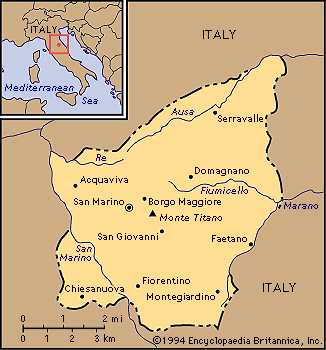 ITALY
Mediterranean
Sea
ITALY
Ausa
Serravalle
Re
Domagnano
Acquaviva
Fiumicello
Borgo Maggiore
San Marino
Marano
Monte Titano
San Giovanni
Faetano
San
Marino
Fiorentino
ITALY
Chiesanuova
Montegiardino
0 1 2 mi
0 1 2 3 km
©1994 Encyclopaedia Britannica, Inc.